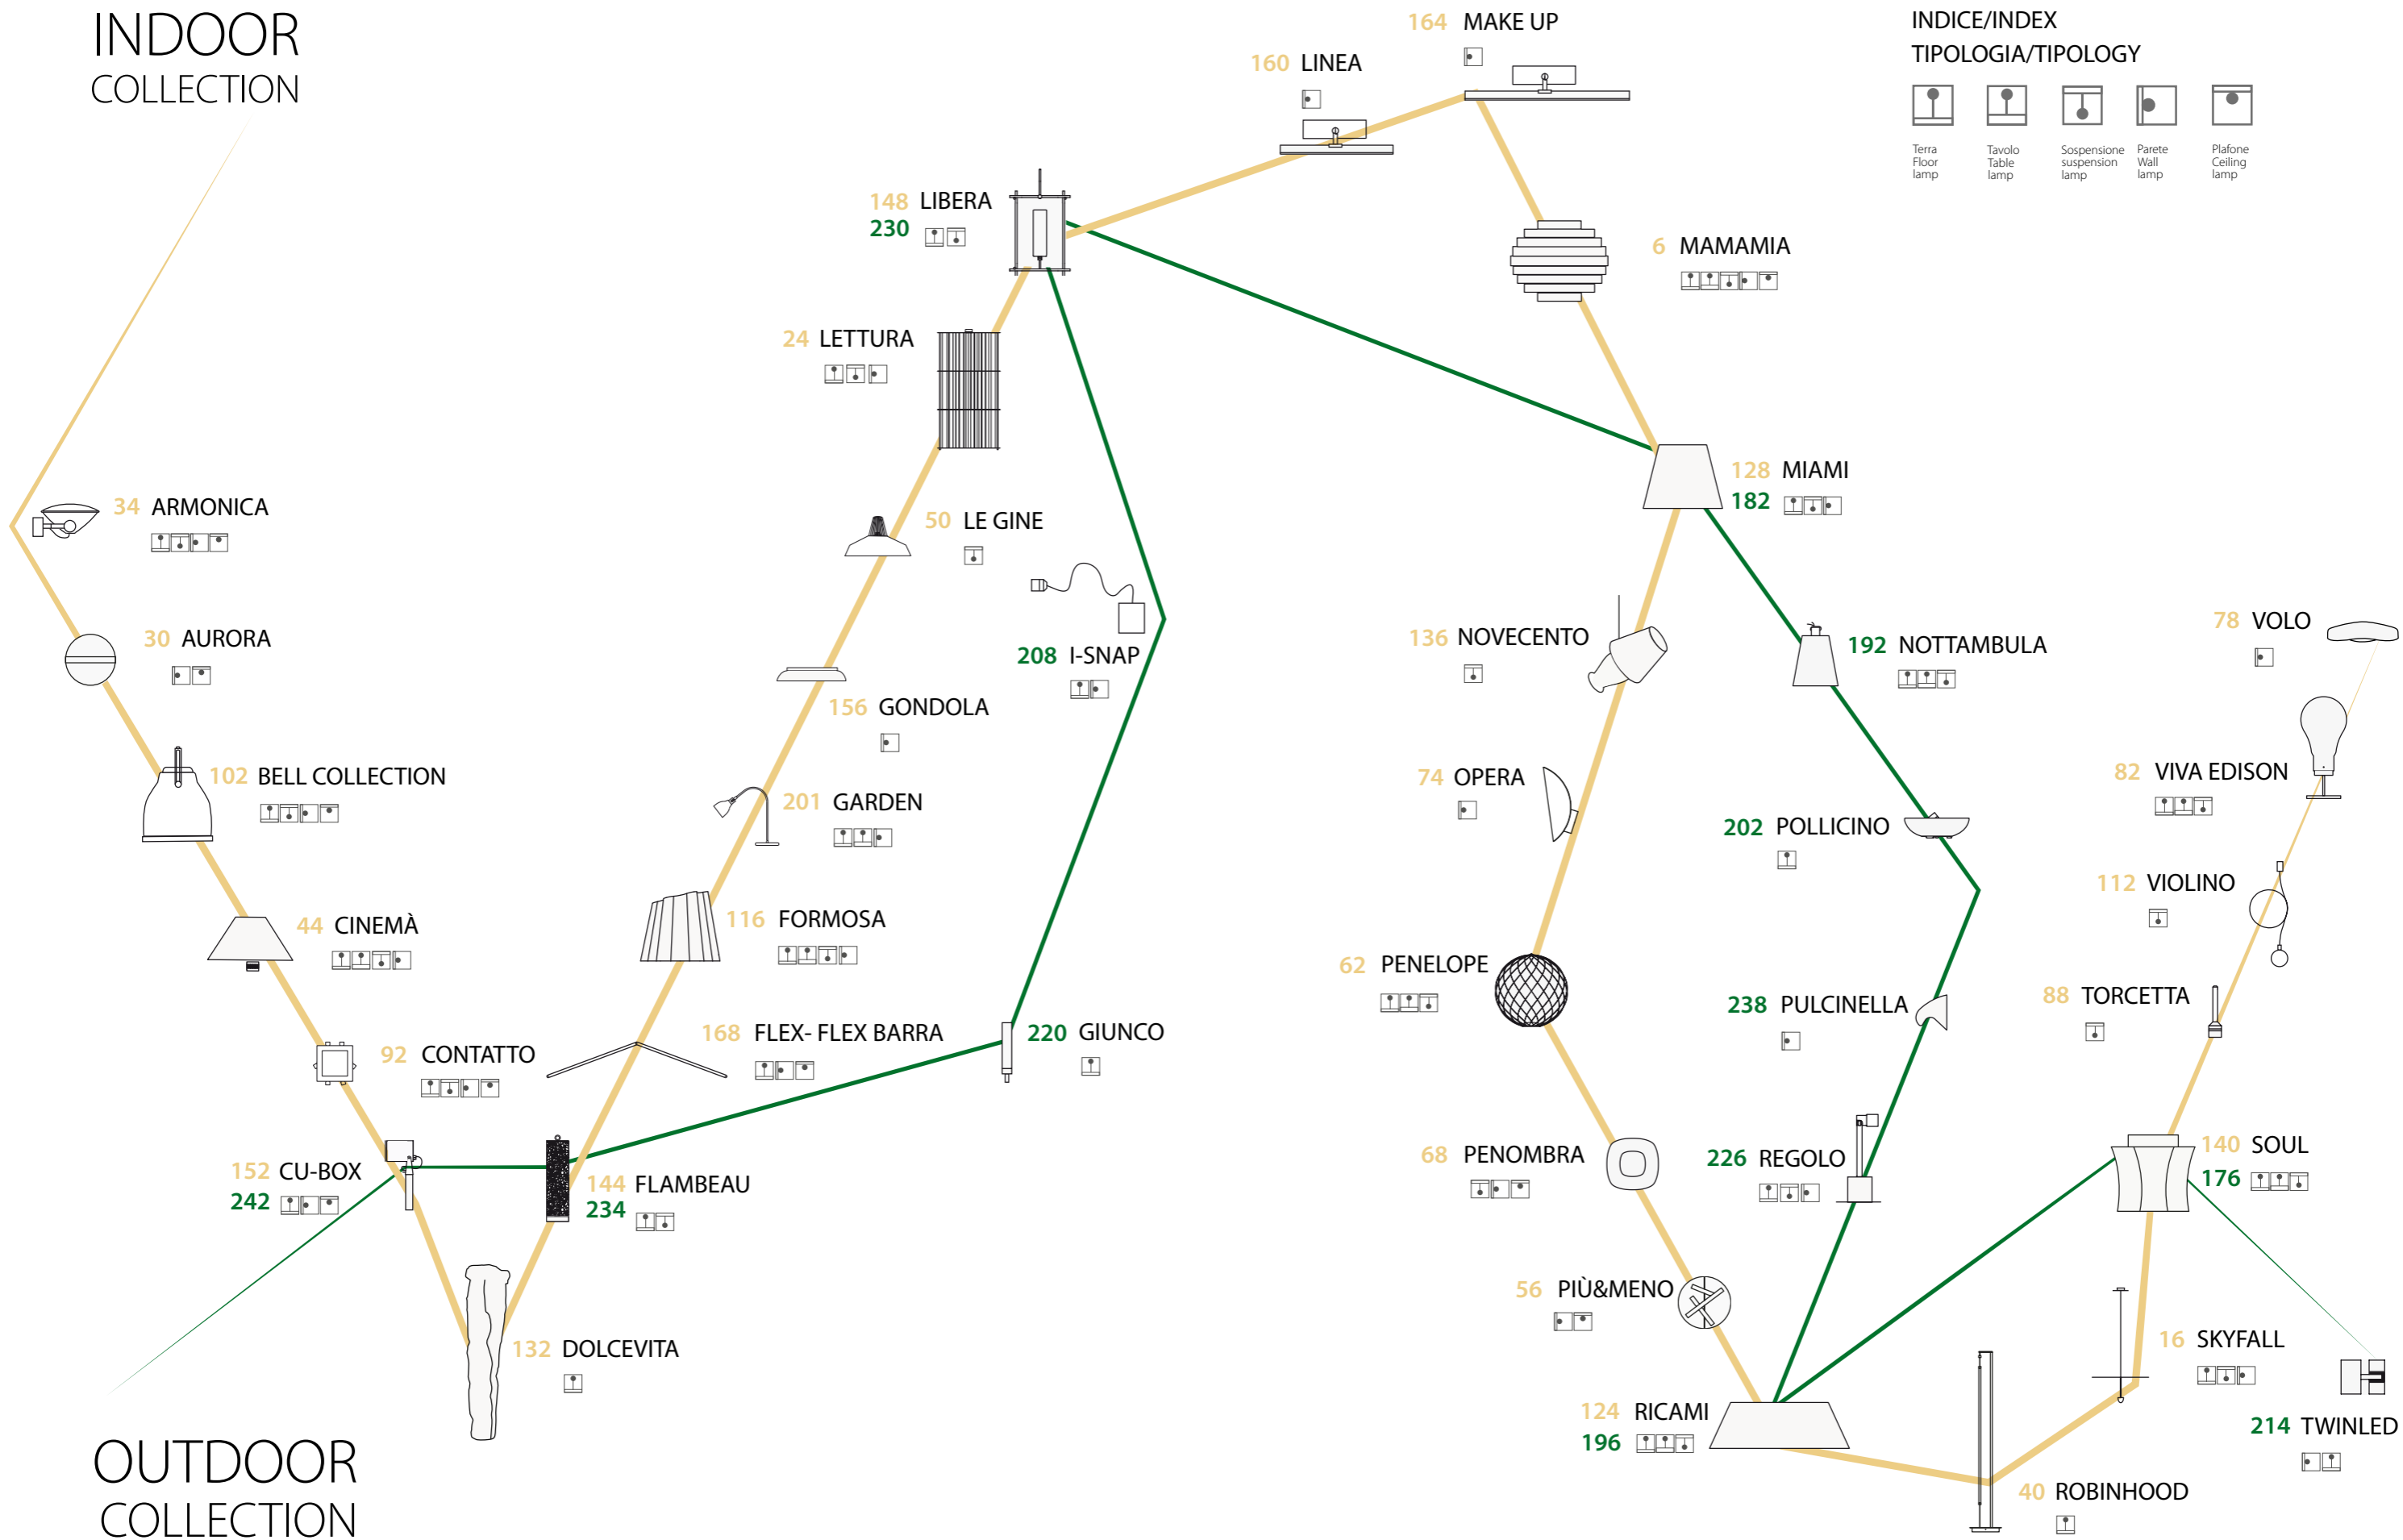 INDOOR
COLLECTION
INDICE/INDEX
TIPOLOGIA/TIPOLOGY
Terra
Floor
lamp
Tavolo
Table
lamp
Sospensione
suspension
lamp
Parete
Wall
lamp
Plafone
Ceiling
lamp
164 MAKE UP
160 LINEA
148 LIBERA
230
6 MAMAMIA
24 LETTURA
128 MIAMI
182
34 ARMONICA
50 LE GINE
30 AURORA
208 I-SNAP
136 NOVECENTO
192 NOTTAMBULA
78 VOLO
156 GONDOLA
102 BELL COLLECTION
74 OPERA
82 VIVA EDISON
201 GARDEN
202 POLLICINO
112 VIOLINO
44 CINEMÀ
116 FORMOSA
62 PENELOPE
238 PULCINELLA
88 TORCETTA
92 CONTATTO
168 FLEX- FLEX BARRA
220 GIUNCO
68 PENOMBRA
226 REGOLO
140 SOUL
176
152 CU-BOX
242
144 FLAMBEAU
234
56 PIÙ&MENO
16 SKYFALL
132 DOLCEVITA
124 RICAMI
196
214 TWINLED
40 ROBINHOOD
OUTDOOR
COLLECTION